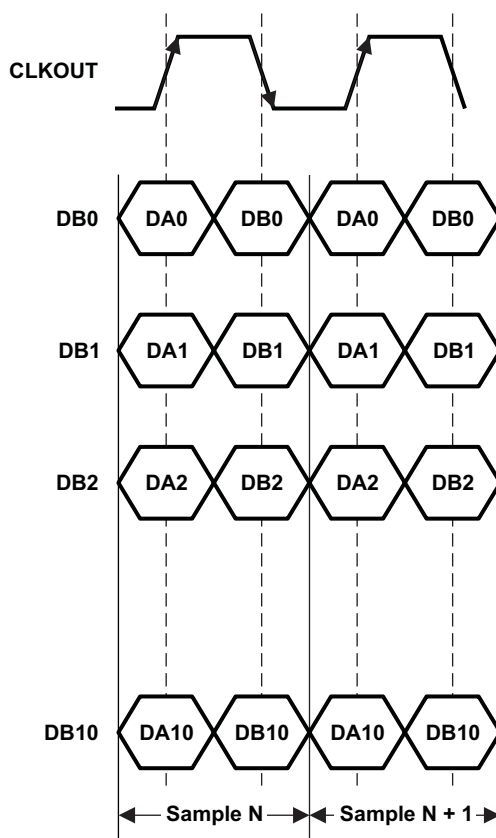 CLKOUT
DB0 DA0 DB0 DA0 DB0
DB1 DA1 DB1 DA1 DB1
DB2 DA2 DB2 DA2 DB2
DB10 DA10 DB10 DA10 DB10
Sample N Sample N + 1